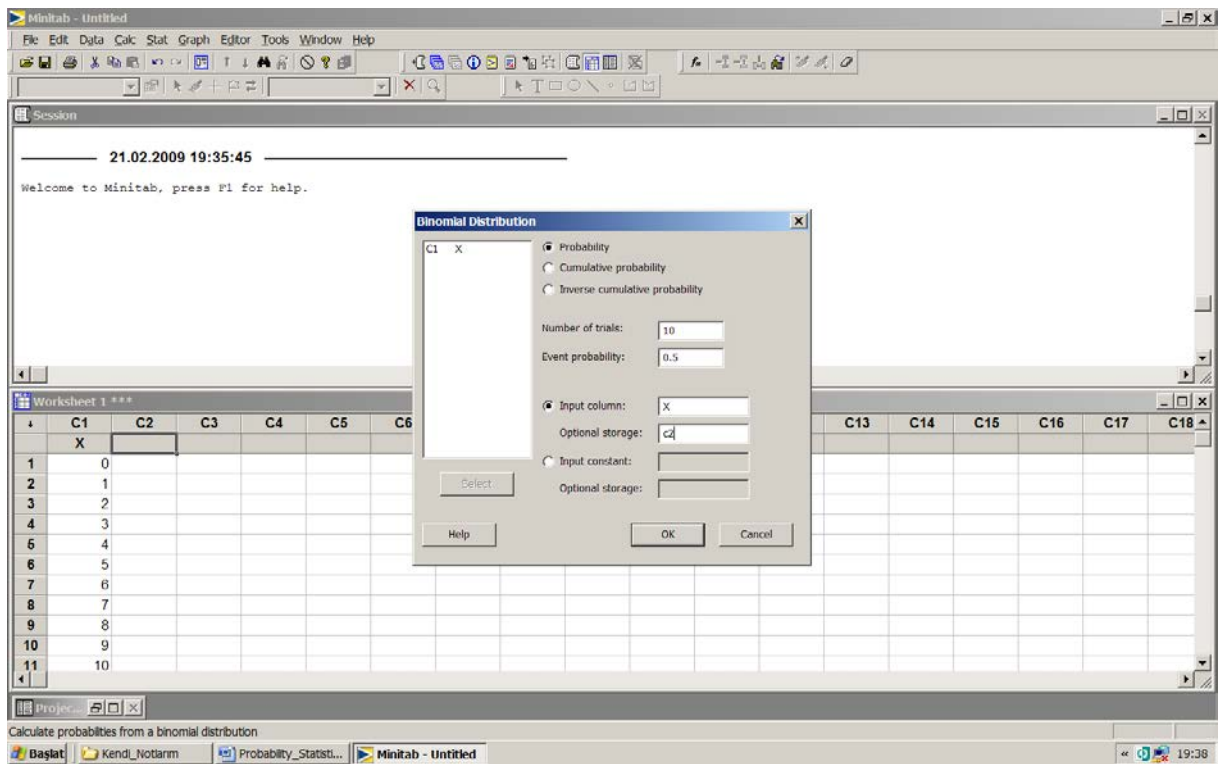 Minitab - Untitled
File Edit Data Calc Stat Graph Editor Tools Window Help
Session
21.02.2009 19:35:45
Welcome to Minitab, press F1 for help.
Binomial Distribution
C1 X
Probability
Cumulative probability
Inverse cumulative probability
Number of trials: 10
Event probability: 0.5
Input column: X
Optional storage: c2
Input constant:
Optional storage:
Select
Help OK Cancel
Worksheet 1 ***
C1 C2 C3 C4 C5 C6 C13 C14 C15 C16 C17 C18
X
1 0
2 1
3 2
4 3
5 4
6 5
7 6
8 7
9 8
10 9
11 10
Projec...
Calculate probabilities from a binomial distribution
Başlat Kendi_Notlarım Probability_Statisti... Minitab - Untitled 19:38